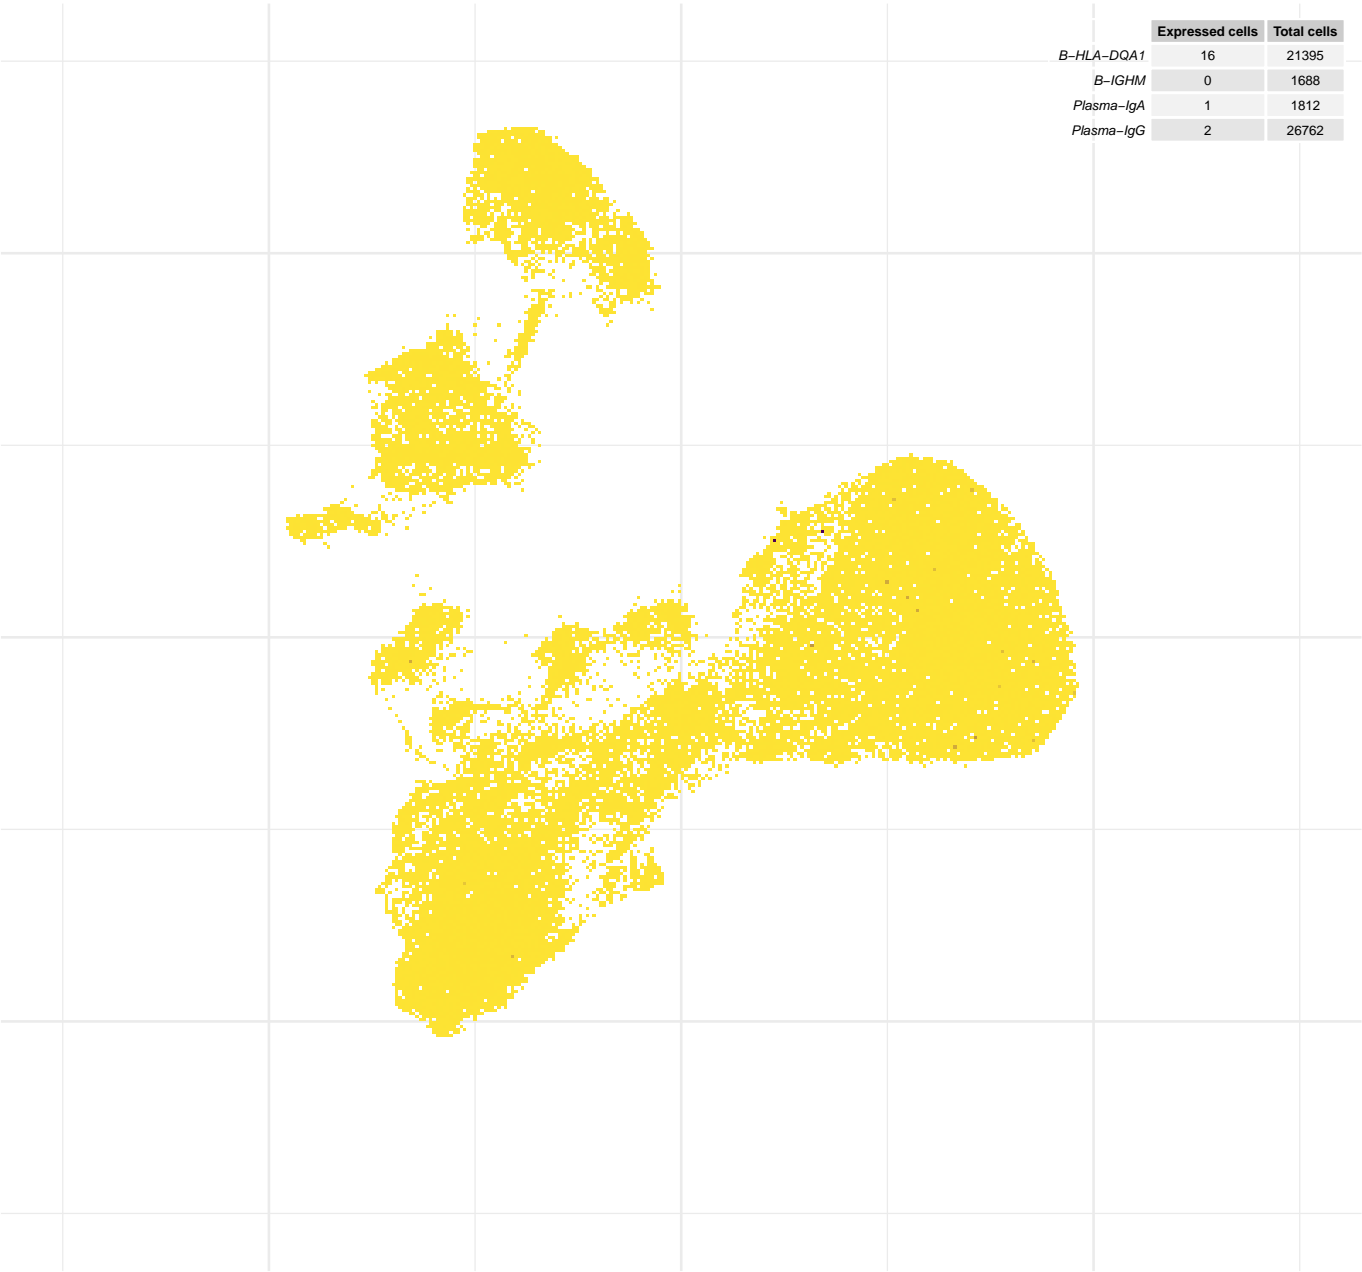 Expressed cells Total cells
B−HLA−DQA1 16 21395
B−IGHM 0 1688
Plasma−IgA 1 1812
Plasma−IgG 2 26762